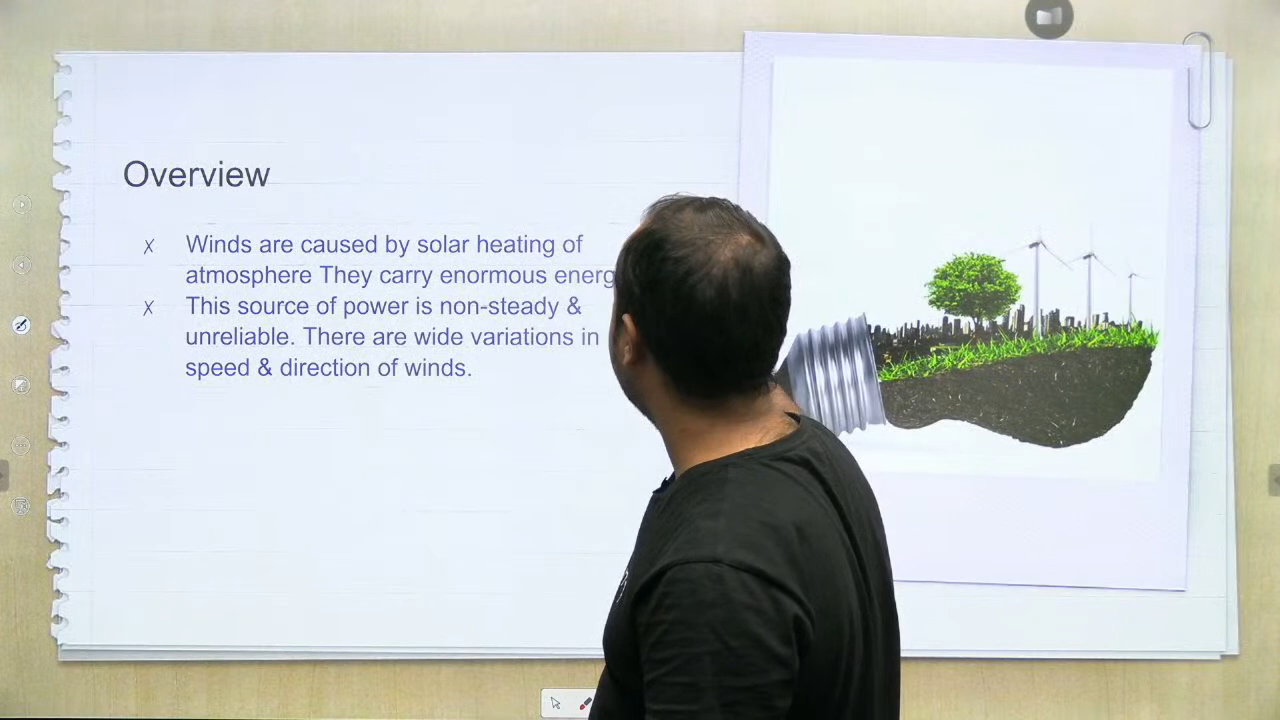 Overview
x Winds are caused by solar heating of
atmosphere They carry enormous energ
x This source of power is non-steady &
unreliable. There are wide variations in
speed & direction of winds.